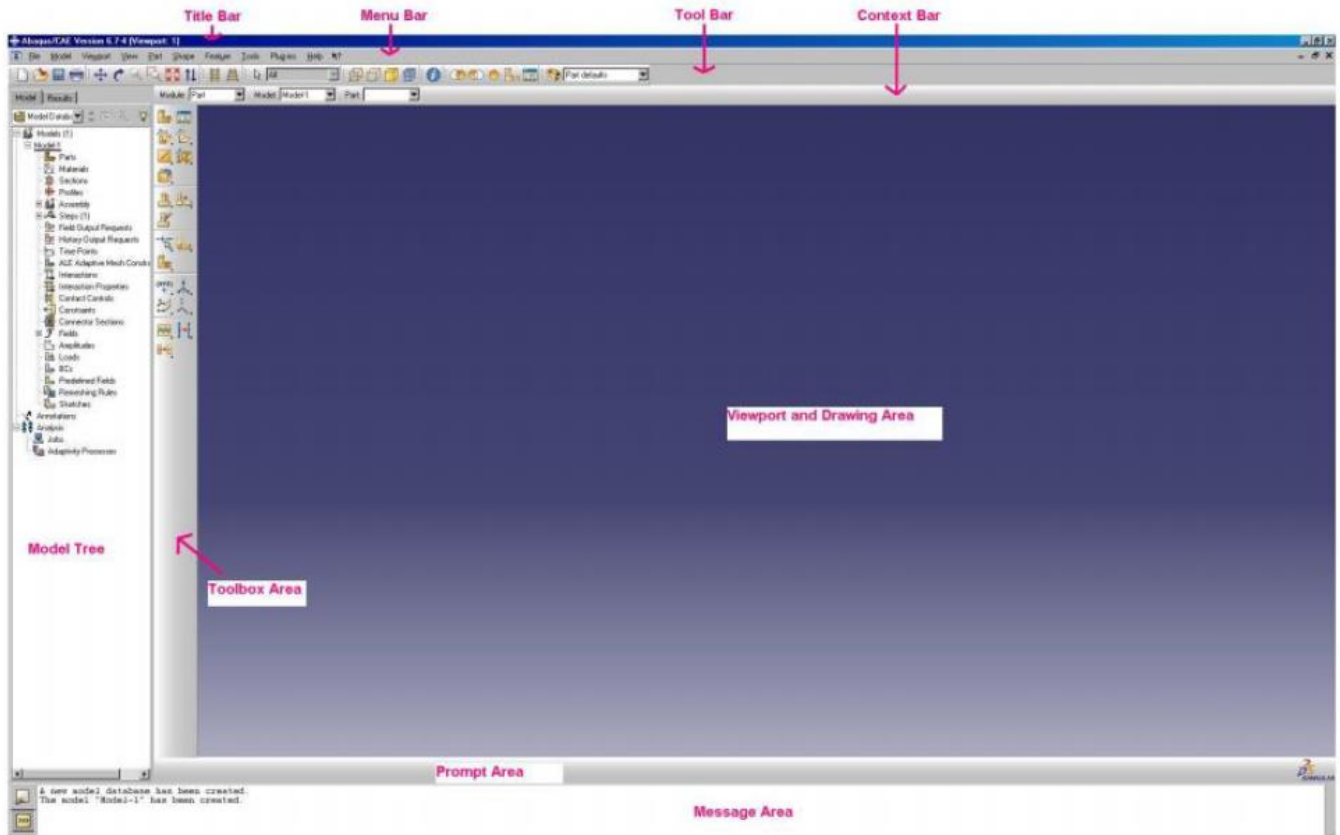 Title Bar
Menu Bar
Tool Bar
Context Bar
Abaqus/CAE Version 6.7-4 [Viewport: 1]
File Model Viewport View Part Shape Feature Tools Plug-ins Help
All
Part defaults
Model Results
Module: Part Model: Model-1 Part:
Model Databa
Models (1)
Model-1
Parts
Materials
Sections
Profiles
Assembly
Steps (1)
Field Output Requests
History Output Requests
Time Points
ALE Adaptive Mesh Constra
Interactions
Interaction Properties
Contact Controls
Constraints
Connector Sections
Fields
Amplitudes
Loads
BCs
Predefined Fields
Remeshing Rules
Sketches
Annotations
Analysis
Jobs
Adaptivity Processes
Viewport and Drawing Area
Model Tree
Toolbox Area
Prompt Area
A new model database has been created.
The model "Model-1" has been created.
Message Area